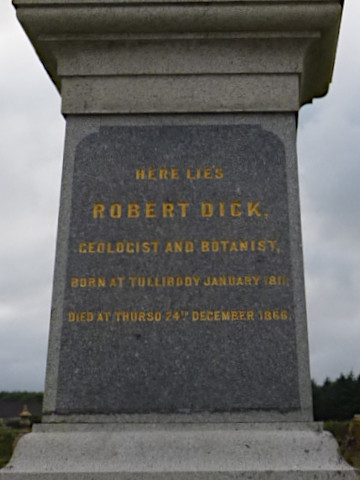 HERE LIES
ROBERT DICK,
GEOLOGIST AND BOTANIST,
BORN AT TULLIBODY JANUARY 1811,
DIED AT THURSO 24TH DECEMBER 1866.